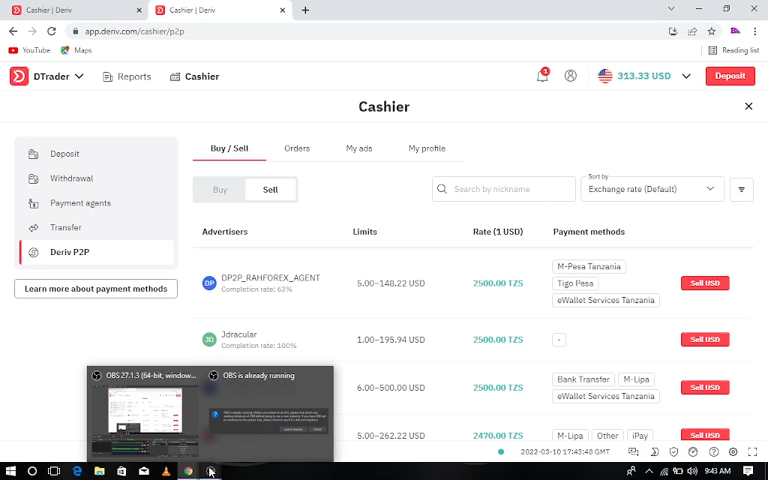 Cashier | Deriv
Cashier | Deriv
app.deriv.com/cashier/p2p
YouTube Maps Reading list
DTrader Reports Cashier 1 313.33 USD Deposit
Cashier
Deposit
Withdrawal
Payment agents
Transfer
Deriv P2P
Learn more about payment methods
Buy / Sell Orders My ads My profile
Buy Sell Search by nickname Sort by Exchange rate (Default)
Advertisers Limits Rate (1 USD) Payment methods
DP DP2P_RAHFOREX_AGENT
Completion rate: 63%
5.00–148.22 USD 2500.00 TZS
M-Pesa Tanzania
Tigo Pesa
eWallet Services Tanzania
Sell USD
JD Jdracular
Completion rate: 100%
1.00–195.94 USD 2500.00 TZS - Sell USD
6.00–500.00 USD 2500.00 TZS
Bank Transfer M-Lipa
eWallet Services Tanzania
Sell USD
5.00–262.22 USD 2470.00 TZS M-Lipa Other iPay Sell USD
OBS 27.1.3 (64-bit, window... OBS is already running
2022-03-10 17:43:48 GMT
9:43 AM